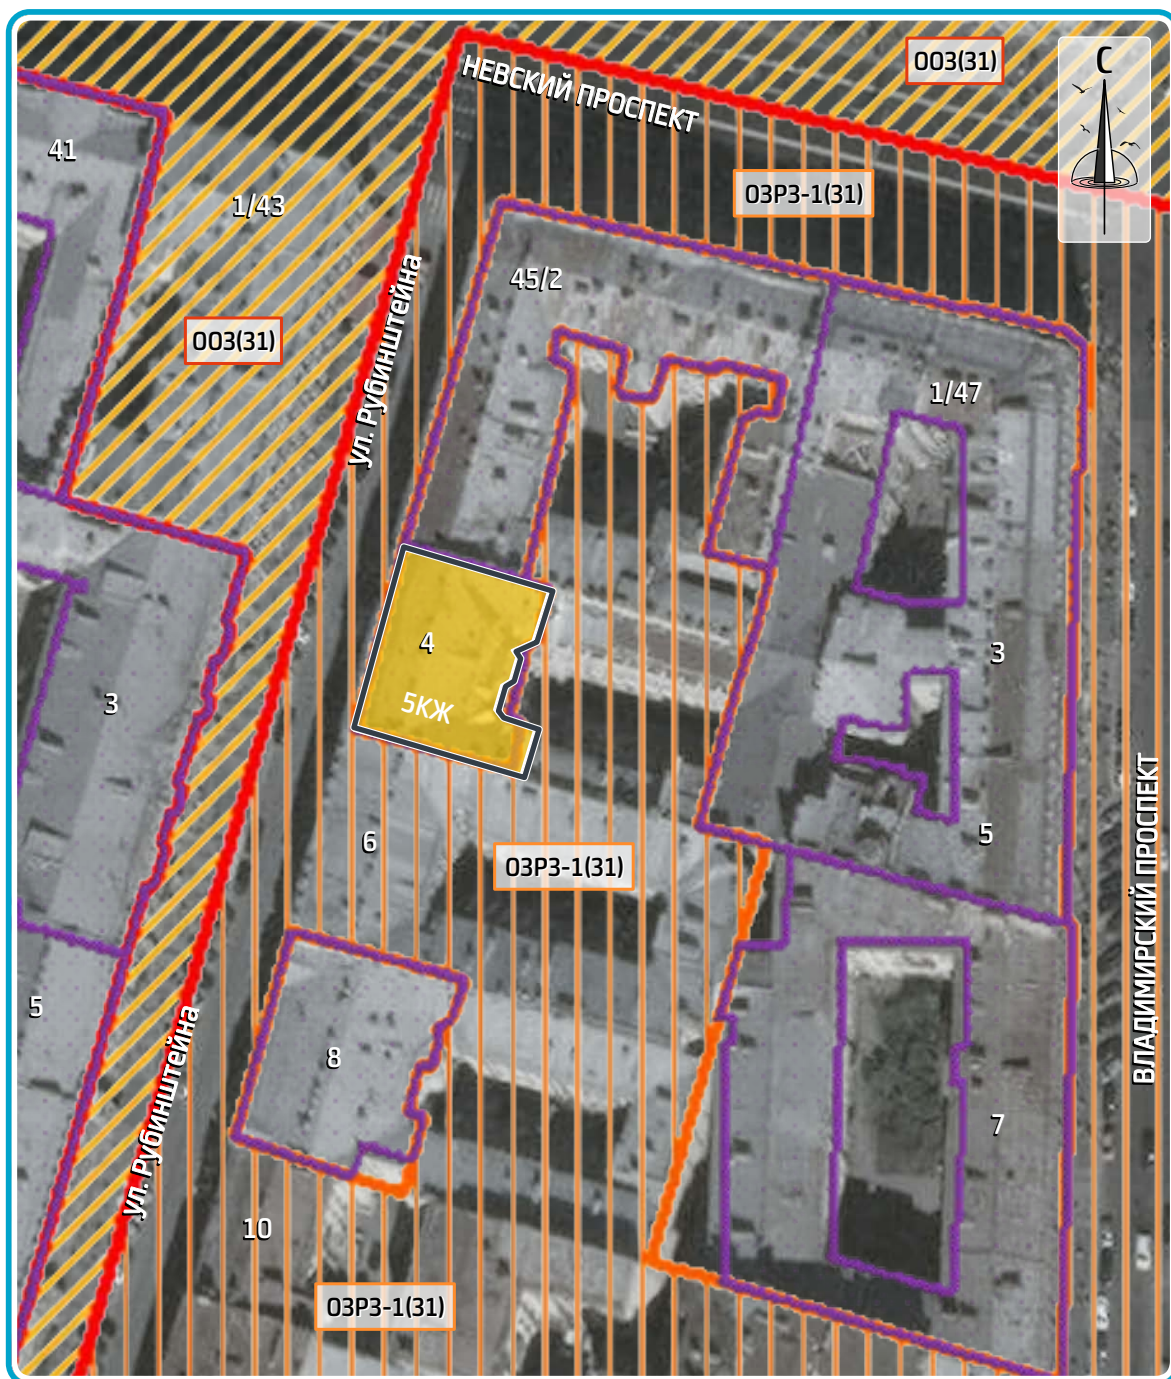 ООЗ(31)
С
НЕВСКИЙ ПРОСПЕКТ
41
ОЗРЗ-1(31)
1/43
45/2
ул. Рубинштейна
ООЗ(31)
1/47
4
3
3
5КЖ
5
6
ОЗРЗ-1(31)
ВЛАДИМИРСКИЙ ПРОСПЕКТ
5
8
ул. Рубинштейна
7
10
ОЗРЗ-1(31)